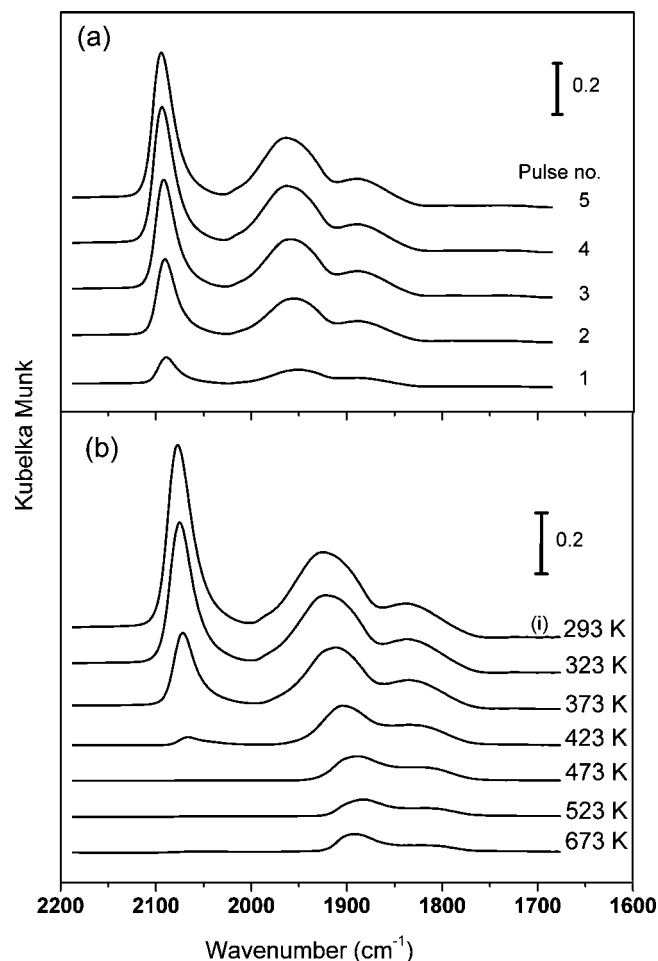 (a)
0.2
Pulse no.
5
4
3
2
1
Kubelka Munk
(b)
0.2
(i) 293 K
323 K
373 K
423 K
473 K
523 K
673 K
2200 2100 2000 1900 1800 1700 1600
Wavenumber (cm⁻¹)